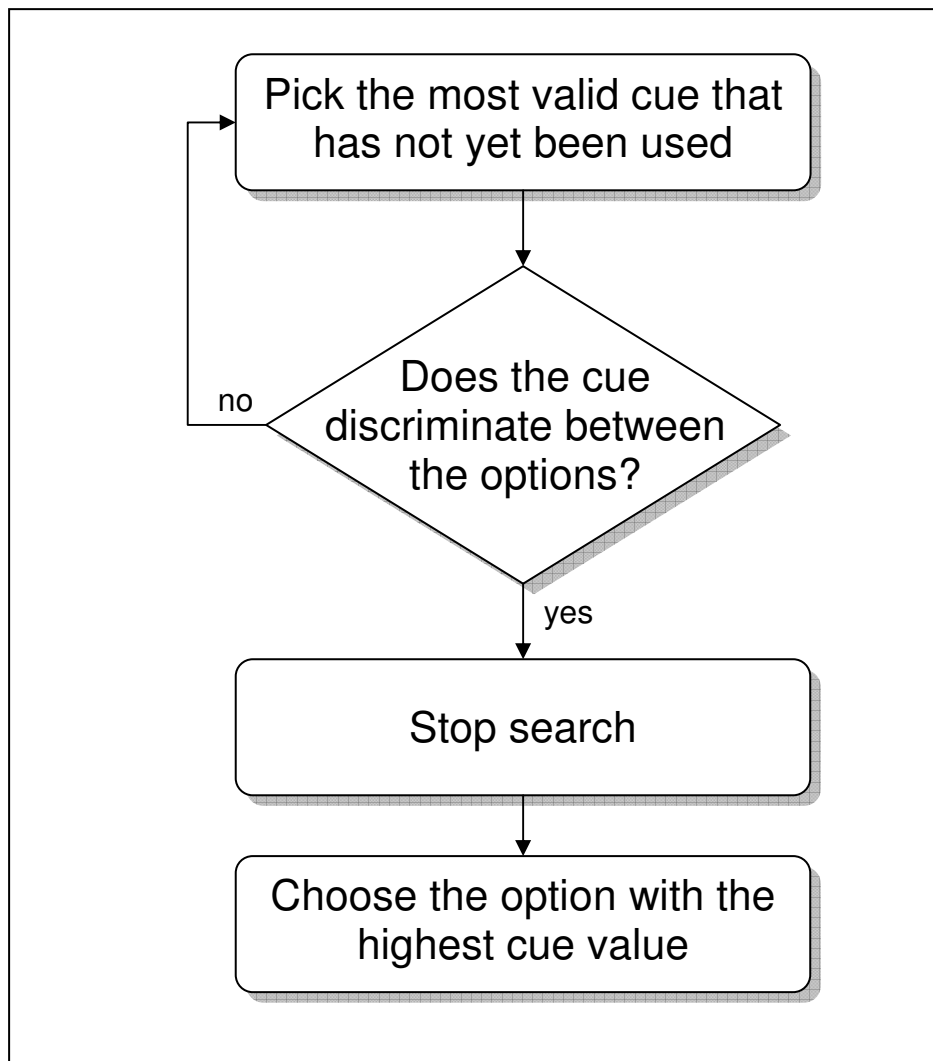 Pick the most valid cue that
has not yet been used
Does the cue
discriminate between
the options?
no
yes
Stop search
Choose the option with the
highest cue value